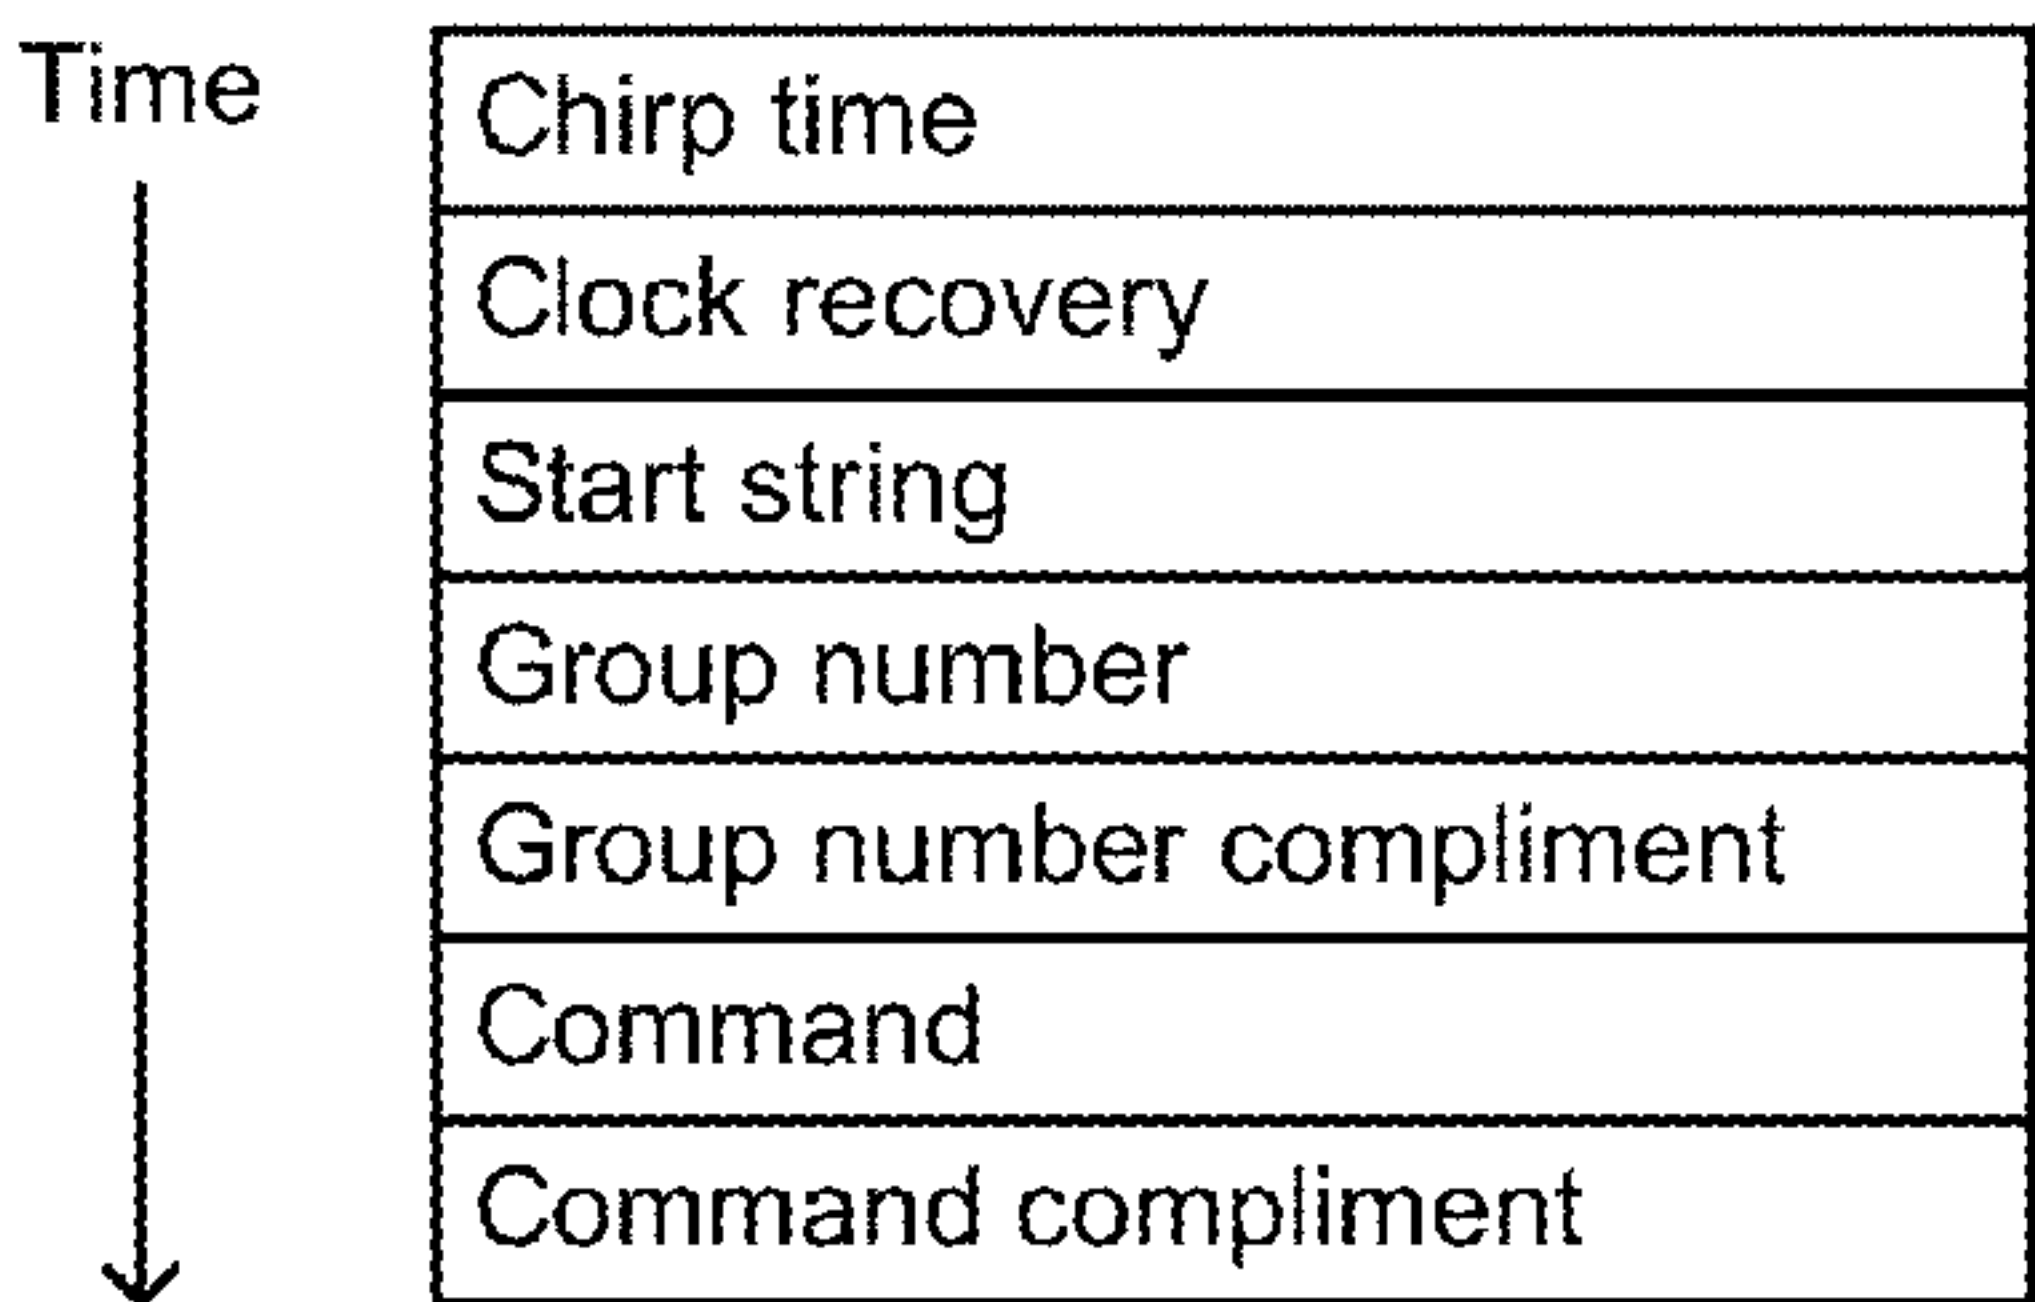 Time
Chirp time
Clock recovery
Start string
Group number
Group number compliment
Command
Command compliment